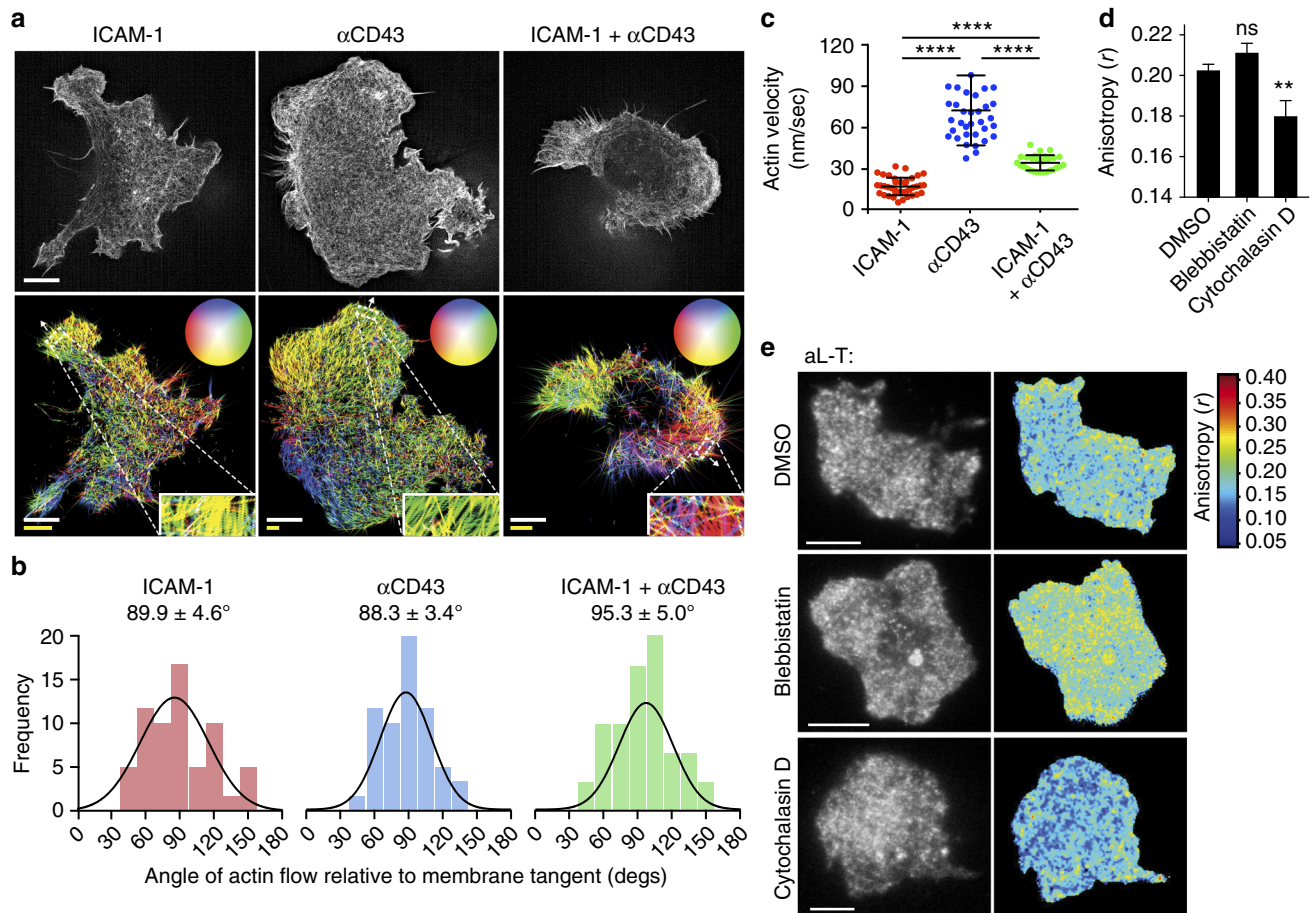 a
ICAM-1
αCD43
ICAM-1 + αCD43
b
ICAM-1
89.9 ± 4.6°
αCD43
88.3 ± 3.4°
ICAM-1 + αCD43
95.3 ± 5.0°
Frequency
20
15
10
5
0
0 30 60 90 120 150 180
0 30 60 90 120 150 180
0 30 60 90 120 150 180
Angle of actin flow relative to membrane tangent (degs)
c
Actin velocity
(nm/sec)
120
90
60
30
0
****
**** ****
ICAM-1
αCD43
ICAM-1
+ αCD43
d
Anisotropy (r)
0.22
0.20
0.18
0.16
0.14
ns
**
DMSO
Blebbistatin
Cytochalasin D
e
aL-T:
DMSO
Blebbistatin
Cytochalasin D
Anisotropy (r)
0.40
0.35
0.30
0.25
0.20
0.15
0.10
0.05